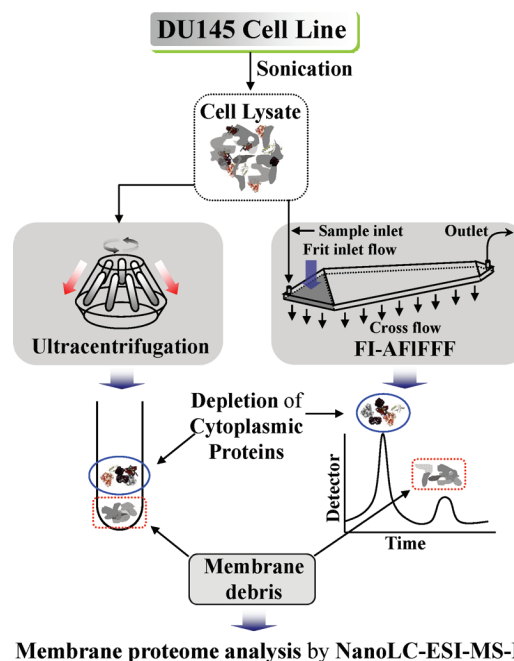 DU145 Cell Line
Sonication
Cell Lysate
Sample inlet
Outlet
Frit inlet flow
Cross flow
Ultracentrifugation
FI-AFlFFF
Depletion of
Cytoplasmic
Proteins
Detector
Time
Membrane
debris
Membrane proteome analysis by NanoLC-ESI-MS-